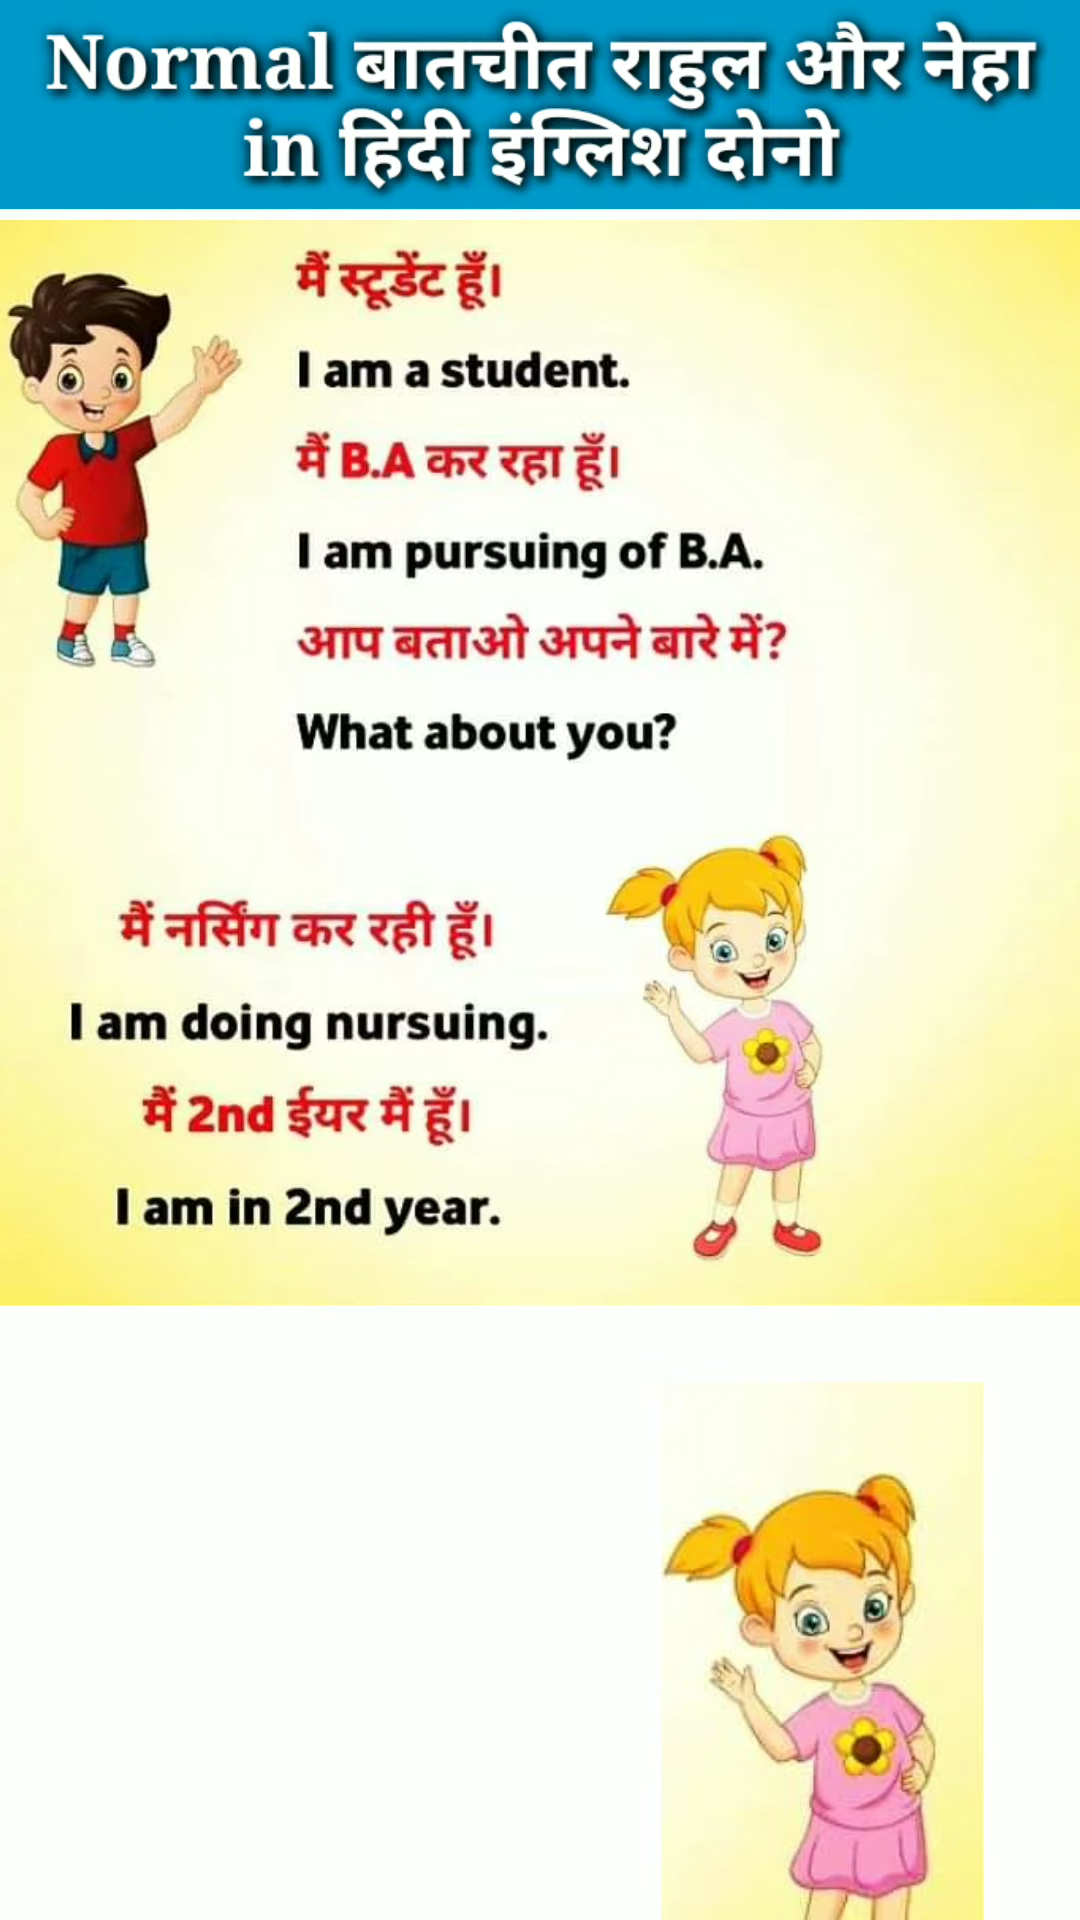 Normal बातचीत राहुल और नेहा
in हिंदी इंग्लिश दोनो
मैं स्टूडेंट हूँ।
I am a student.
मैं B.A कर रहा हूँ।
I am pursuing of B.A.
आप बताओ अपने बारे में?
What about you?
मैं नर्सिंग कर रही हूँ।
I am doing nursuing.
मैं 2nd ईयर मैं हूँ।
I am in 2nd year.